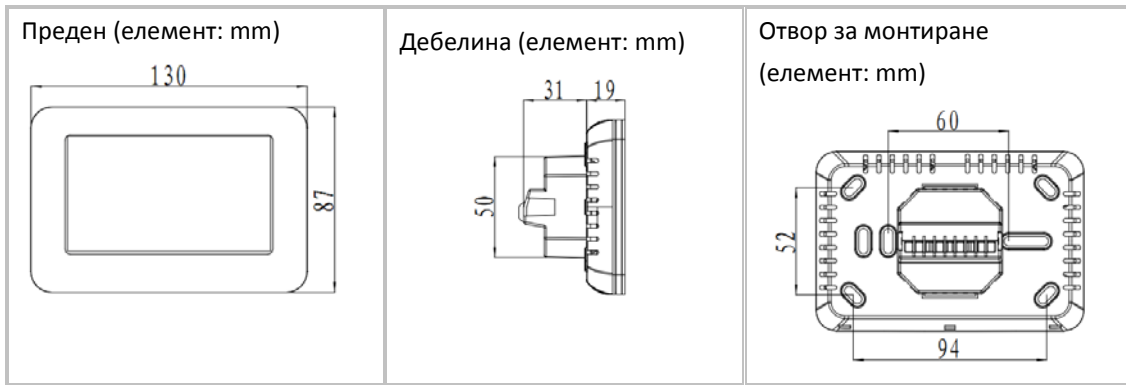 Преден (елемент: mm)
130
87
Дебелина (елемент: mm)
31 19
50
Отвор за монтиране
(елемент: mm)
60
52
94